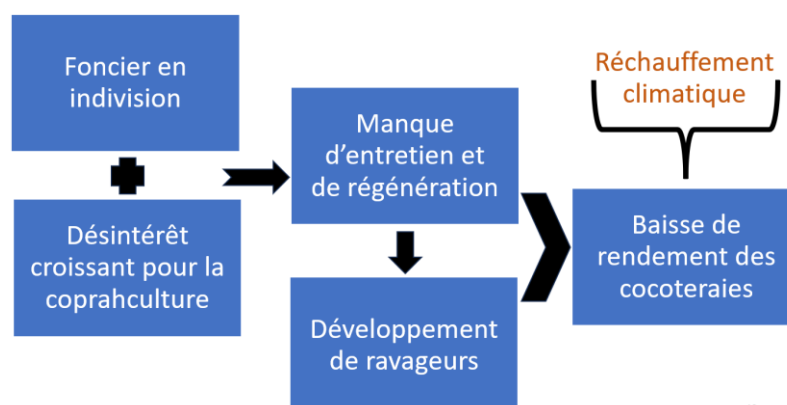 Foncier en
indivision
Désintérêt
croissant pour la
coprahculture
Manque
d'entretien et
de régénération
Développement
de ravageurs
Réchauffement
climatique
Baisse de
rendement des
cocoteraies